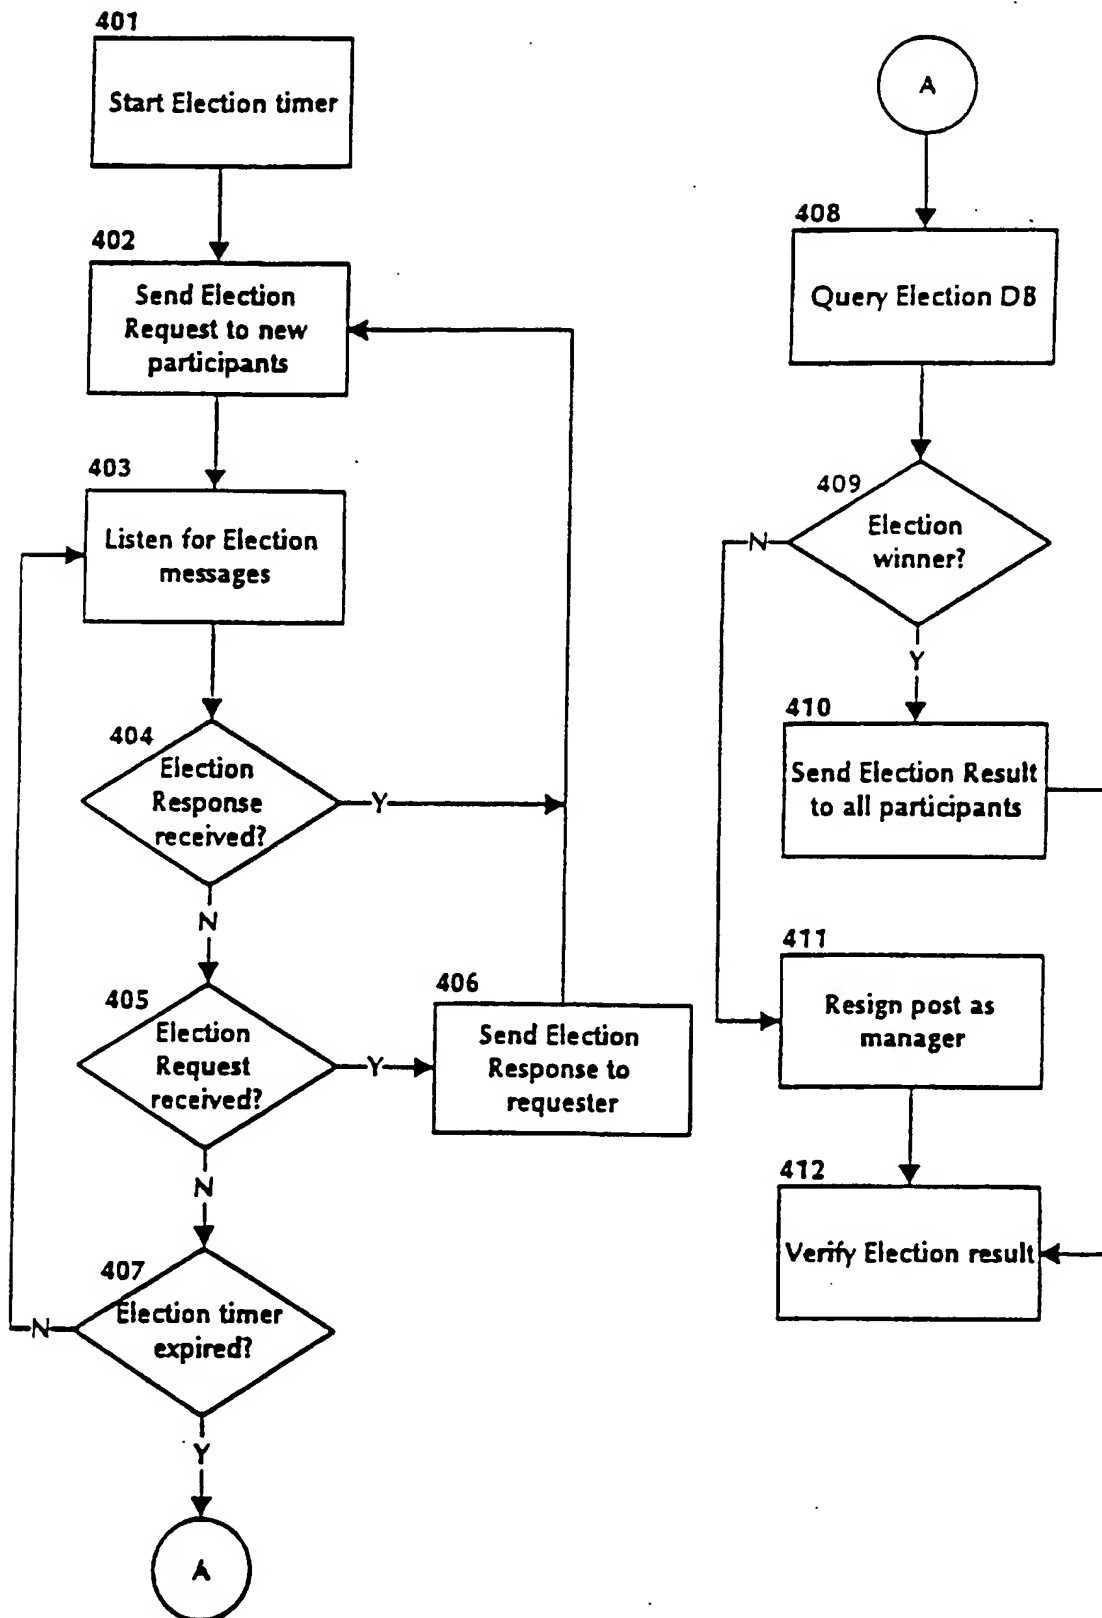 401
Start Election timer
402
Send Election
Request to new
participants
403
Listen for Election
messages
404
Election
Response
received?
Y
N
405
Election
Request
received?
Y
406
Send Election
Response to
requester
N
407
Election timer
expired?
N
Y
A
A
408
Query Election DB
409
Election
winner?
N
Y
410
Send Election Result
to all participants
411
Resign post as
manager
412
Verify Election result